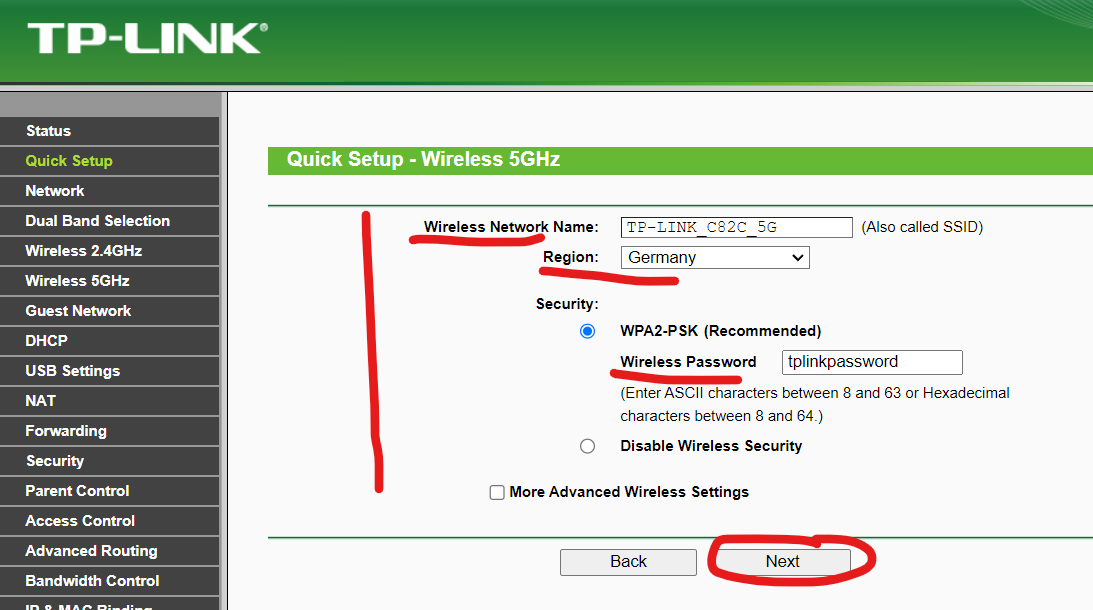 TP-LINK®
Status
Quick Setup
Network
Dual Band Selection
Wireless 2.4GHz
Wireless 5GHz
Guest Network
DHCP
USB Settings
NAT
Forwarding
Security
Parent Control
Access Control
Advanced Routing
Bandwidth Control
IP & MAC Binding
Quick Setup - Wireless 5GHz
Wireless Network Name: TP-LINK_C82C_5G (Also called SSID)
Region: Germany
Security:
WPA2-PSK (Recommended)
Wireless Password tplinkpassword
(Enter ASCII characters between 8 and 63 or Hexadecimal
characters between 8 and 64.)
Disable Wireless Security
More Advanced Wireless Settings
Back Next